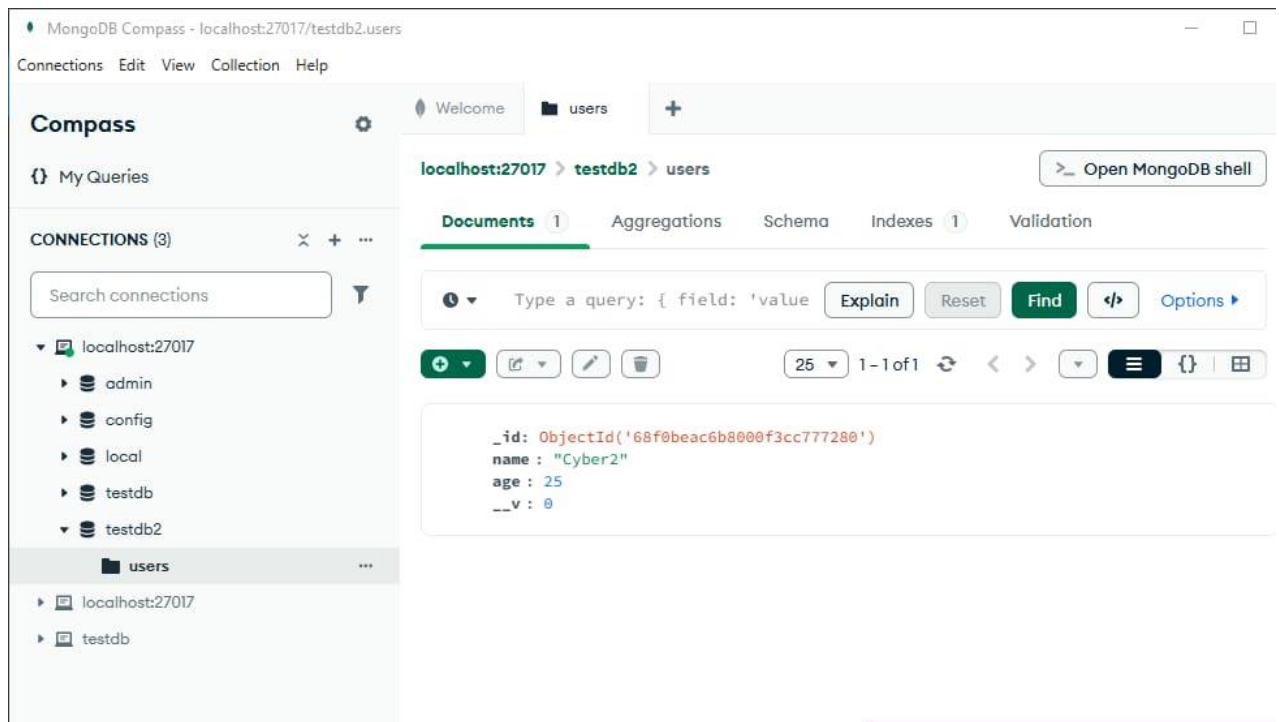 MongoDB Compass - localhost:27017/testdb2.users
Connections Edit View Collection Help
Compass
{} My Queries
CONNECTIONS (3)
Search connections
localhost:27017
admin
config
local
testdb
testdb2
users
localhost:27017
testdb
Welcome
users
localhost:27017 > testdb2 > users
>_ Open MongoDB shell
Documents 1 Aggregations Schema Indexes 1 Validation
Type a query: { field: 'value
Explain Reset Find </> Options
25 1–1 of 1 {}
_id: ObjectId('68f0beac6b8000f3cc777280')
name : "Cyber2"
age : 25
__v : 0